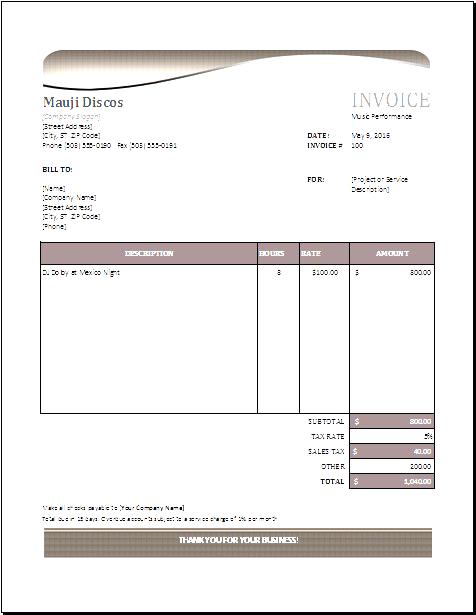 Mauji Discos
INVOICE
[Company Slogan]
Music Performance
[Street Address]
[City, ST ZIP Code]
DATE: May 9, 2016
Phone (503) 555-0190 Fax (503) 555-0191
INVOICE # 100
BILL TO:
FOR: [Project or Service
Description]
[Name]
[Company Name]
[Street Address]
[City, ST ZIP Code]
[Phone]
DESCRIPTION HOURS RATE AMOUNT
DJ Dolby at Mexico Night 8 $100.00 $ 800.00
SUBTOTAL $ 800.00
TAX RATE 5%
SALES TAX $ 40.00
OTHER 200.00
TOTAL $ 1,040.00
Make all checks payable to [Your Company Name]
Total due in 15 days. Overdue accounts subject to a service charge of 1% per month.
THANK YOU FOR YOUR BUSINESS!